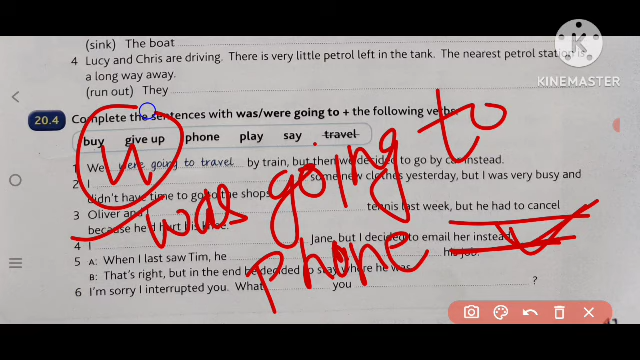 (sink) The boat
4 Lucy and Chris are driving. There is very little petrol left in the tank. The nearest petrol station is
a long way away.
(run out) They
KINEMASTER
20.4 Complete the sentences with was/were going to + the following verbs.
buy give up phone play say travel
1 We were going to travel by train, but then we decided to go by car instead.
2 I some new clothes yesterday, but I was very busy and
didn't have time to go to the shops.
3 Oliver and tennis last week, but he had to cancel
because he'd hurt his knee.
4 I Jane, but I decided to email her instead.
5 A: When I last saw Tim, he his job.
B: That's right, but in the end he decided to stay where he was.
6 I'm sorry I interrupted you. What you ?
was going to
phone
41